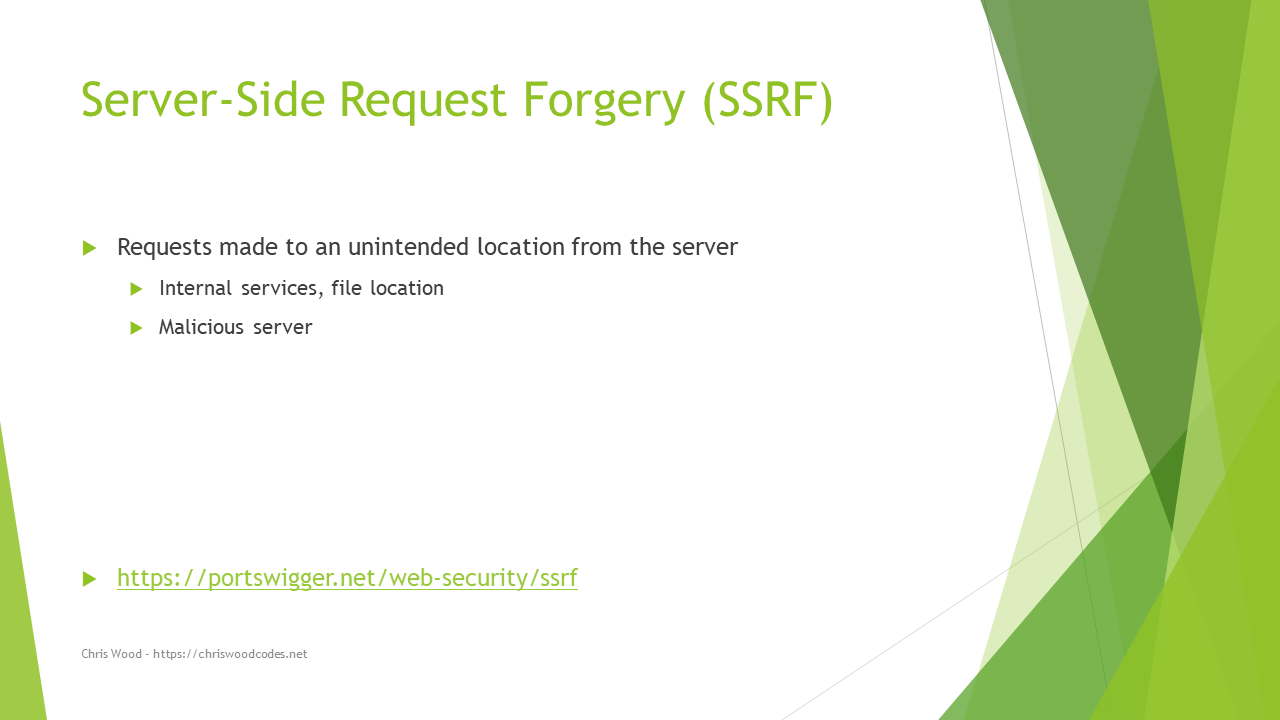 Server-Side Request Forgery (SSRF)
Requests made to an unintended location from the server
Internal services, file location
Malicious server
https://portswigger.net/web-security/ssrf
Chris Wood - https://chriswoodcodes.net